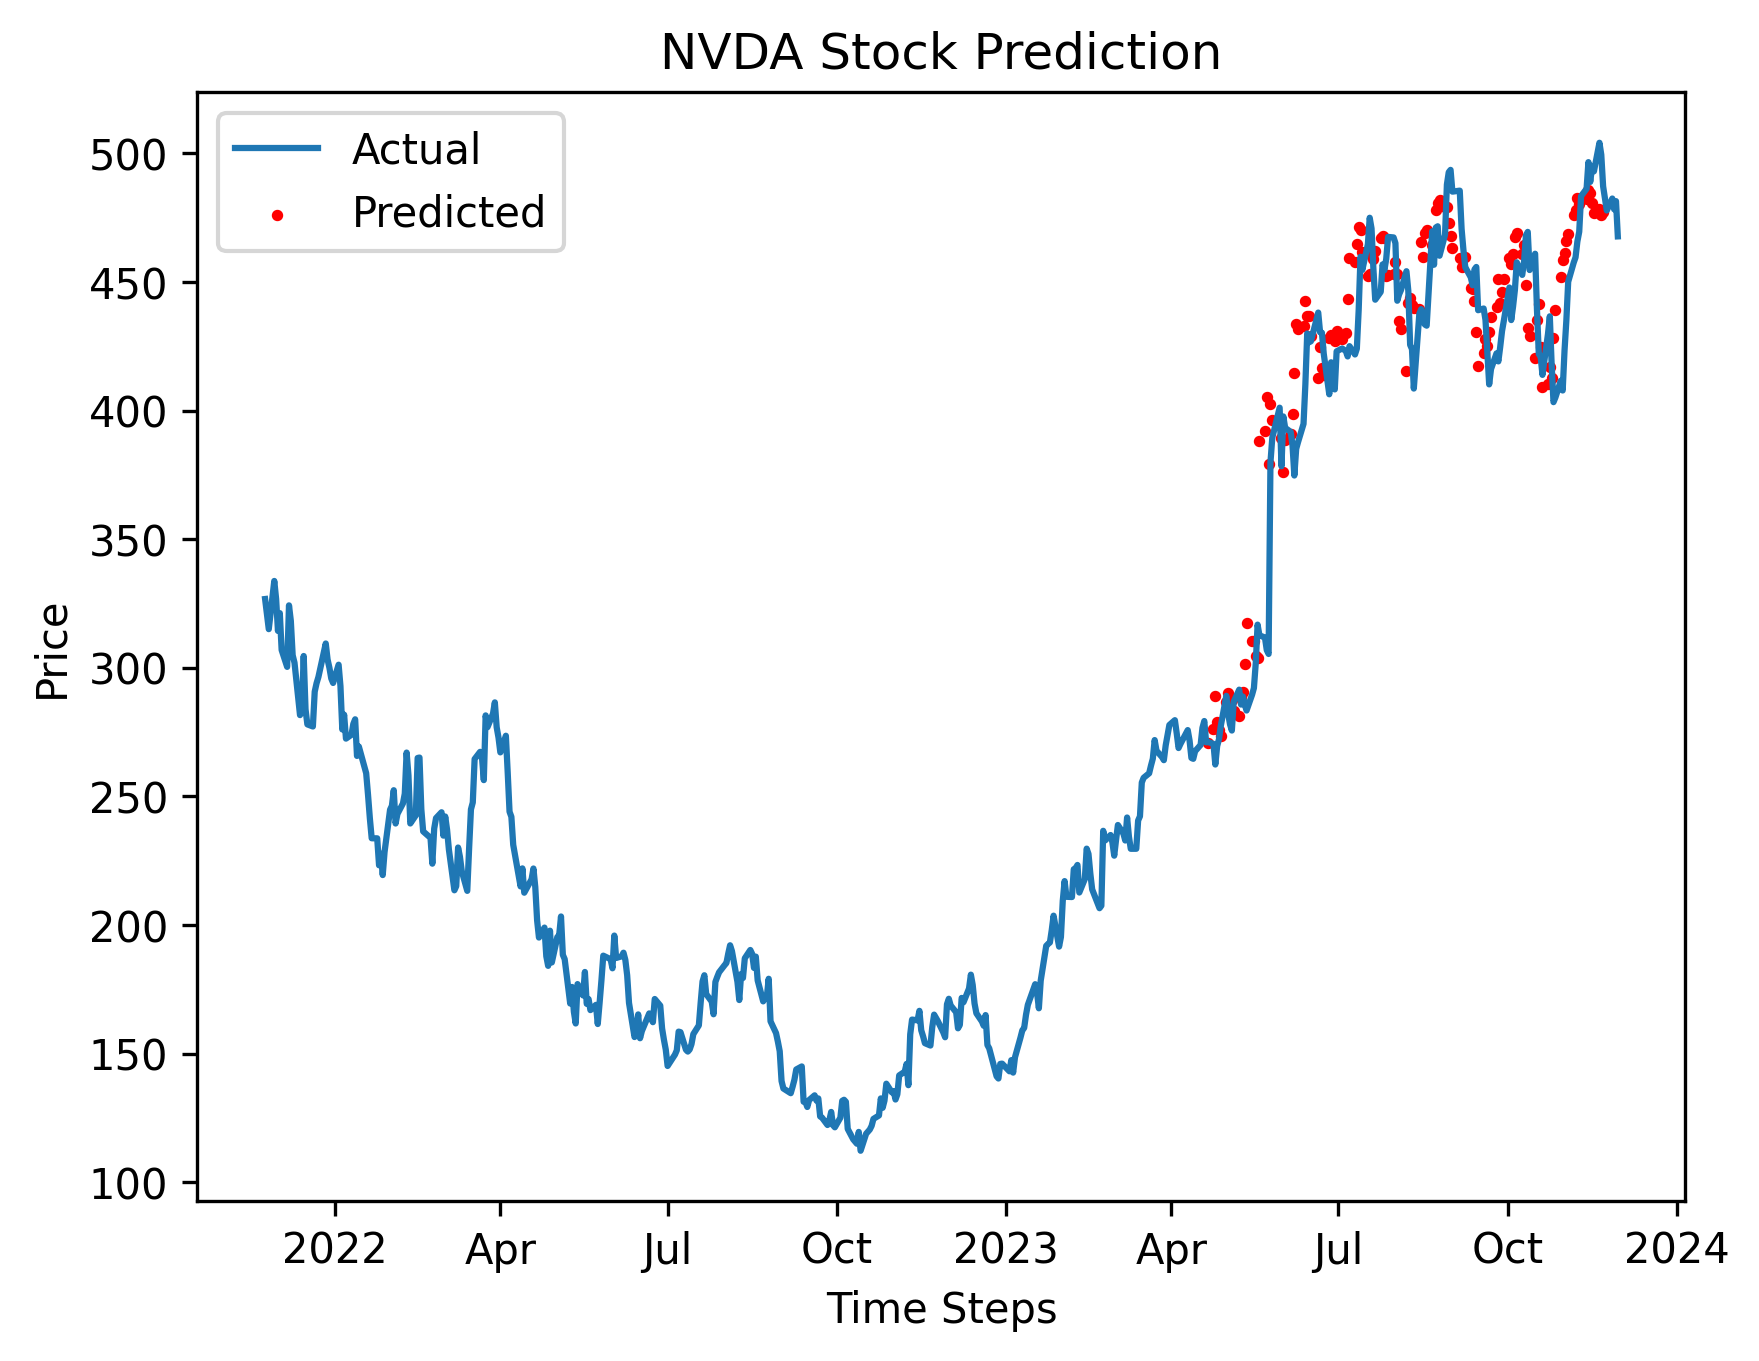 NVDA Stock Prediction
Actual
Predicted
500
450
400
350
300
250
200
150
100
Price
2022 Apr Jul Oct 2023 Apr Jul Oct 2024
Time Steps